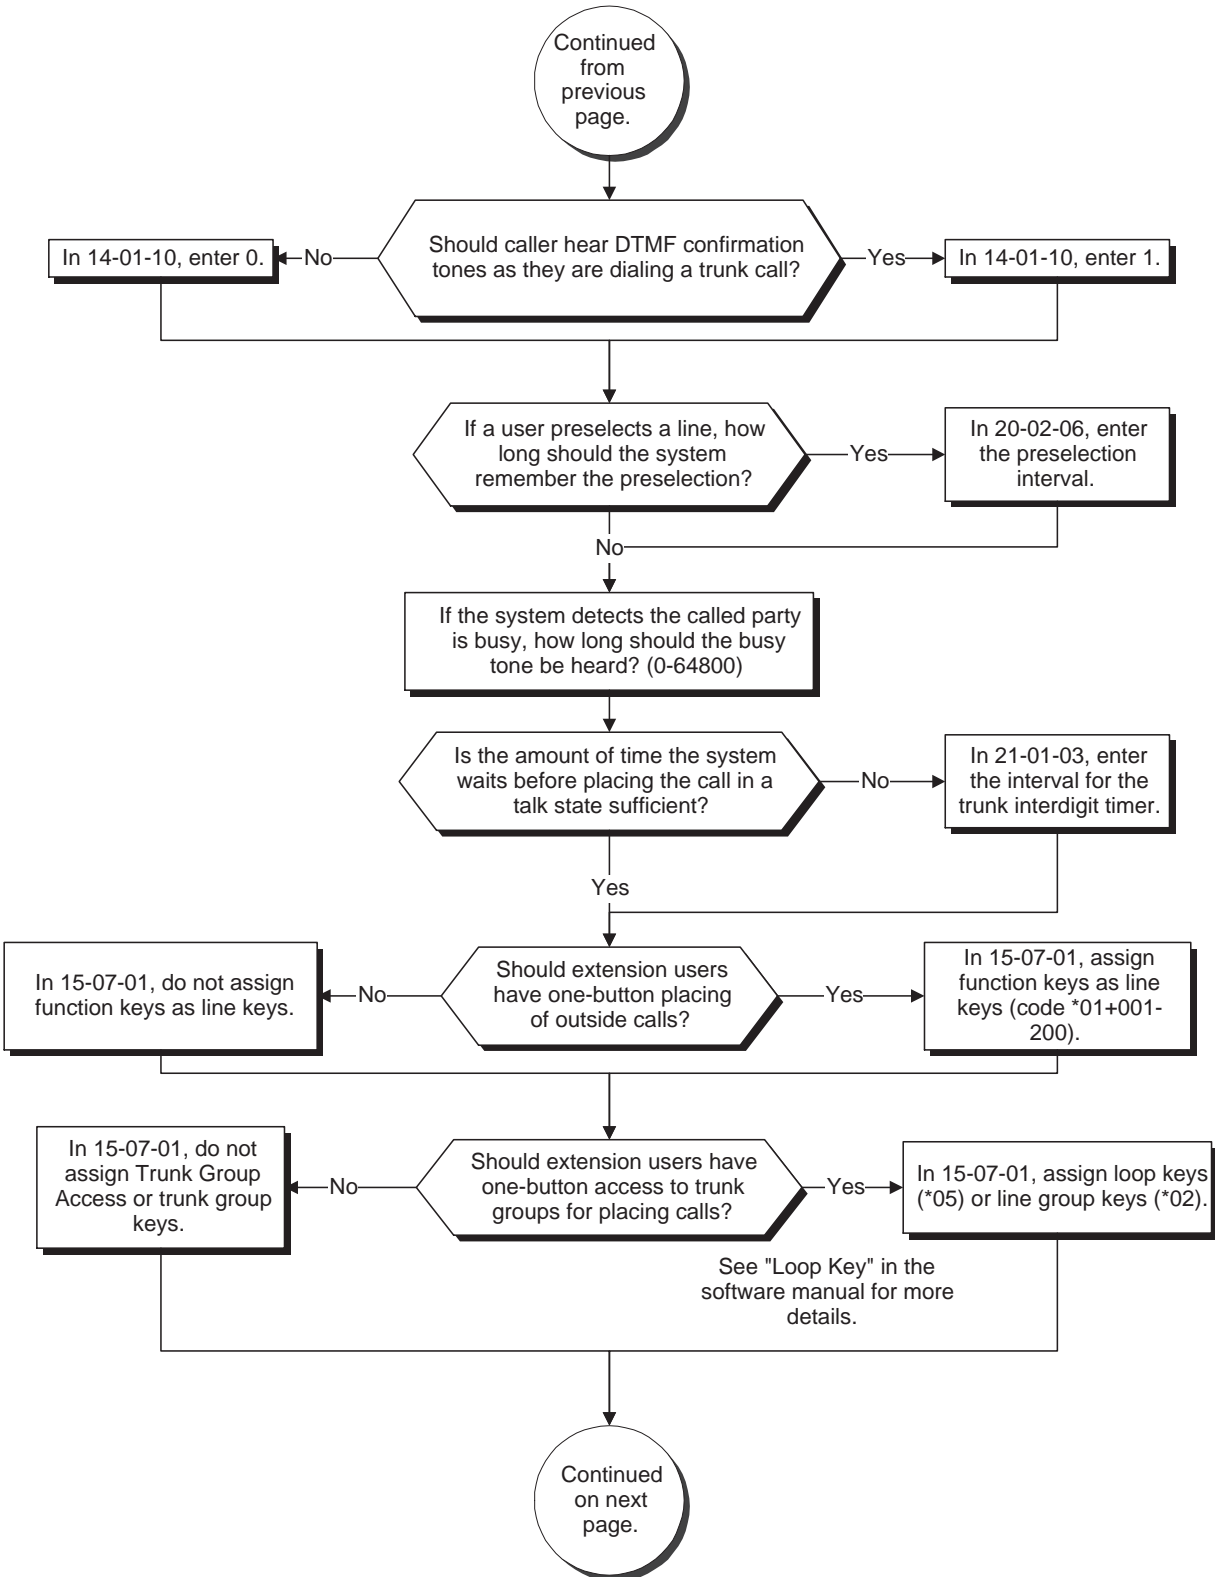 Continued
from
previous
page.
Should caller hear DTMF confirmation
tones as they are dialing a trunk call?
No
In 14-01-10, enter 0.
Yes
In 14-01-10, enter 1.
If a user preselects a line, how
long should the system
remember the preselection?
Yes
In 20-02-06, enter
the preselection
interval.
No
If the system detects the called party
is busy, how long should the busy
tone be heard? (0-64800)
Is the amount of time the system
waits before placing the call in a
talk state sufficient?
No
In 21-01-03, enter
the interval for the
trunk interdigit timer.
Yes
Should extension users
have one-button placing
of outside calls?
No
In 15-07-01, do not assign
function keys as line keys.
Yes
In 15-07-01, assign
function keys as line
keys (code *01+001-
200).
Should extension users have
one-button access to trunk
groups for placing calls?
No
In 15-07-01, do not
assign Trunk Group
Access or trunk group
keys.
Yes
In 15-07-01, assign loop keys
(*05) or line group keys (*02).
See "Loop Key" in the
software manual for more
details.
Continued
on next
page.